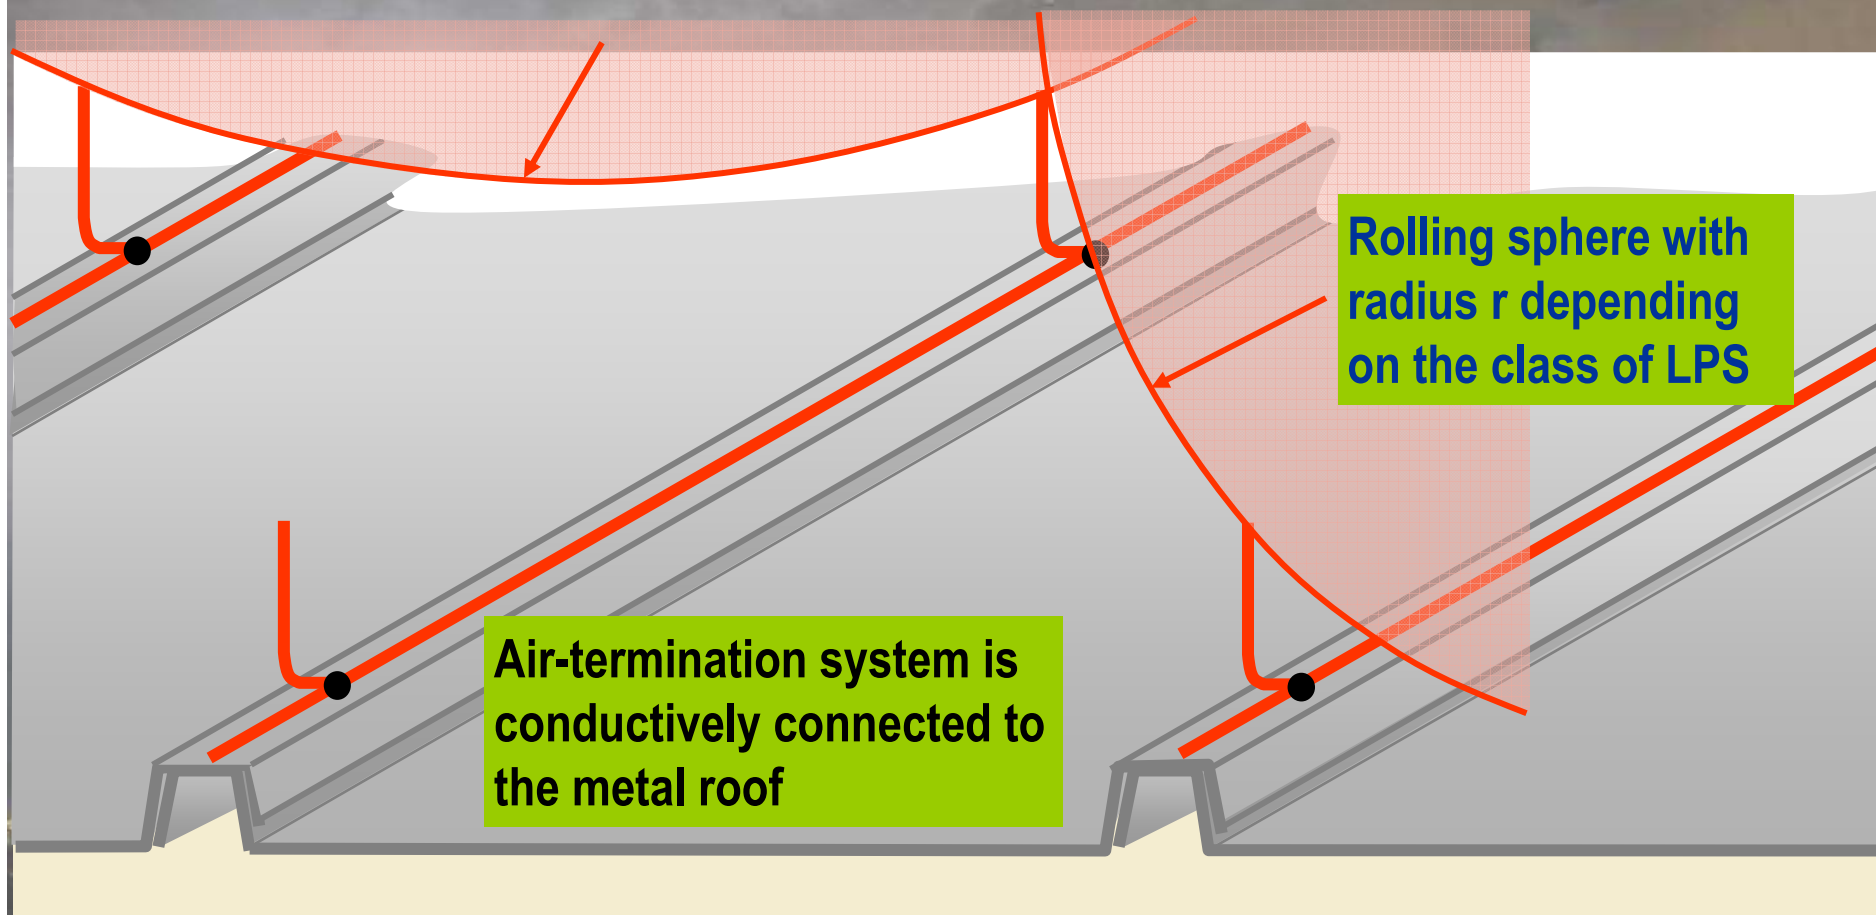 Rolling sphere with
radius r depending
on the class of LPS
Air-termination system is
conductively connected to
the metal roof